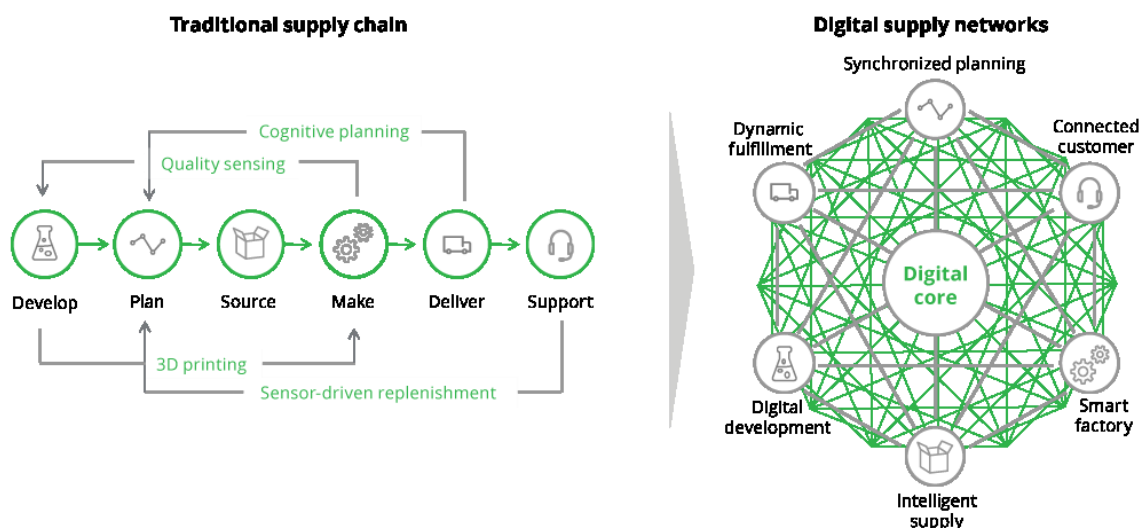 Traditional supply chain
Cognitive planning
Quality sensing
Develop
Plan
Source
Make
Deliver
Support
3D printing
Sensor-driven replenishment
Digital supply networks
Synchronized planning
Dynamic
fulfillment
Connected
customer
Digital
core
Digital
development
Smart
factory
Intelligent
supply